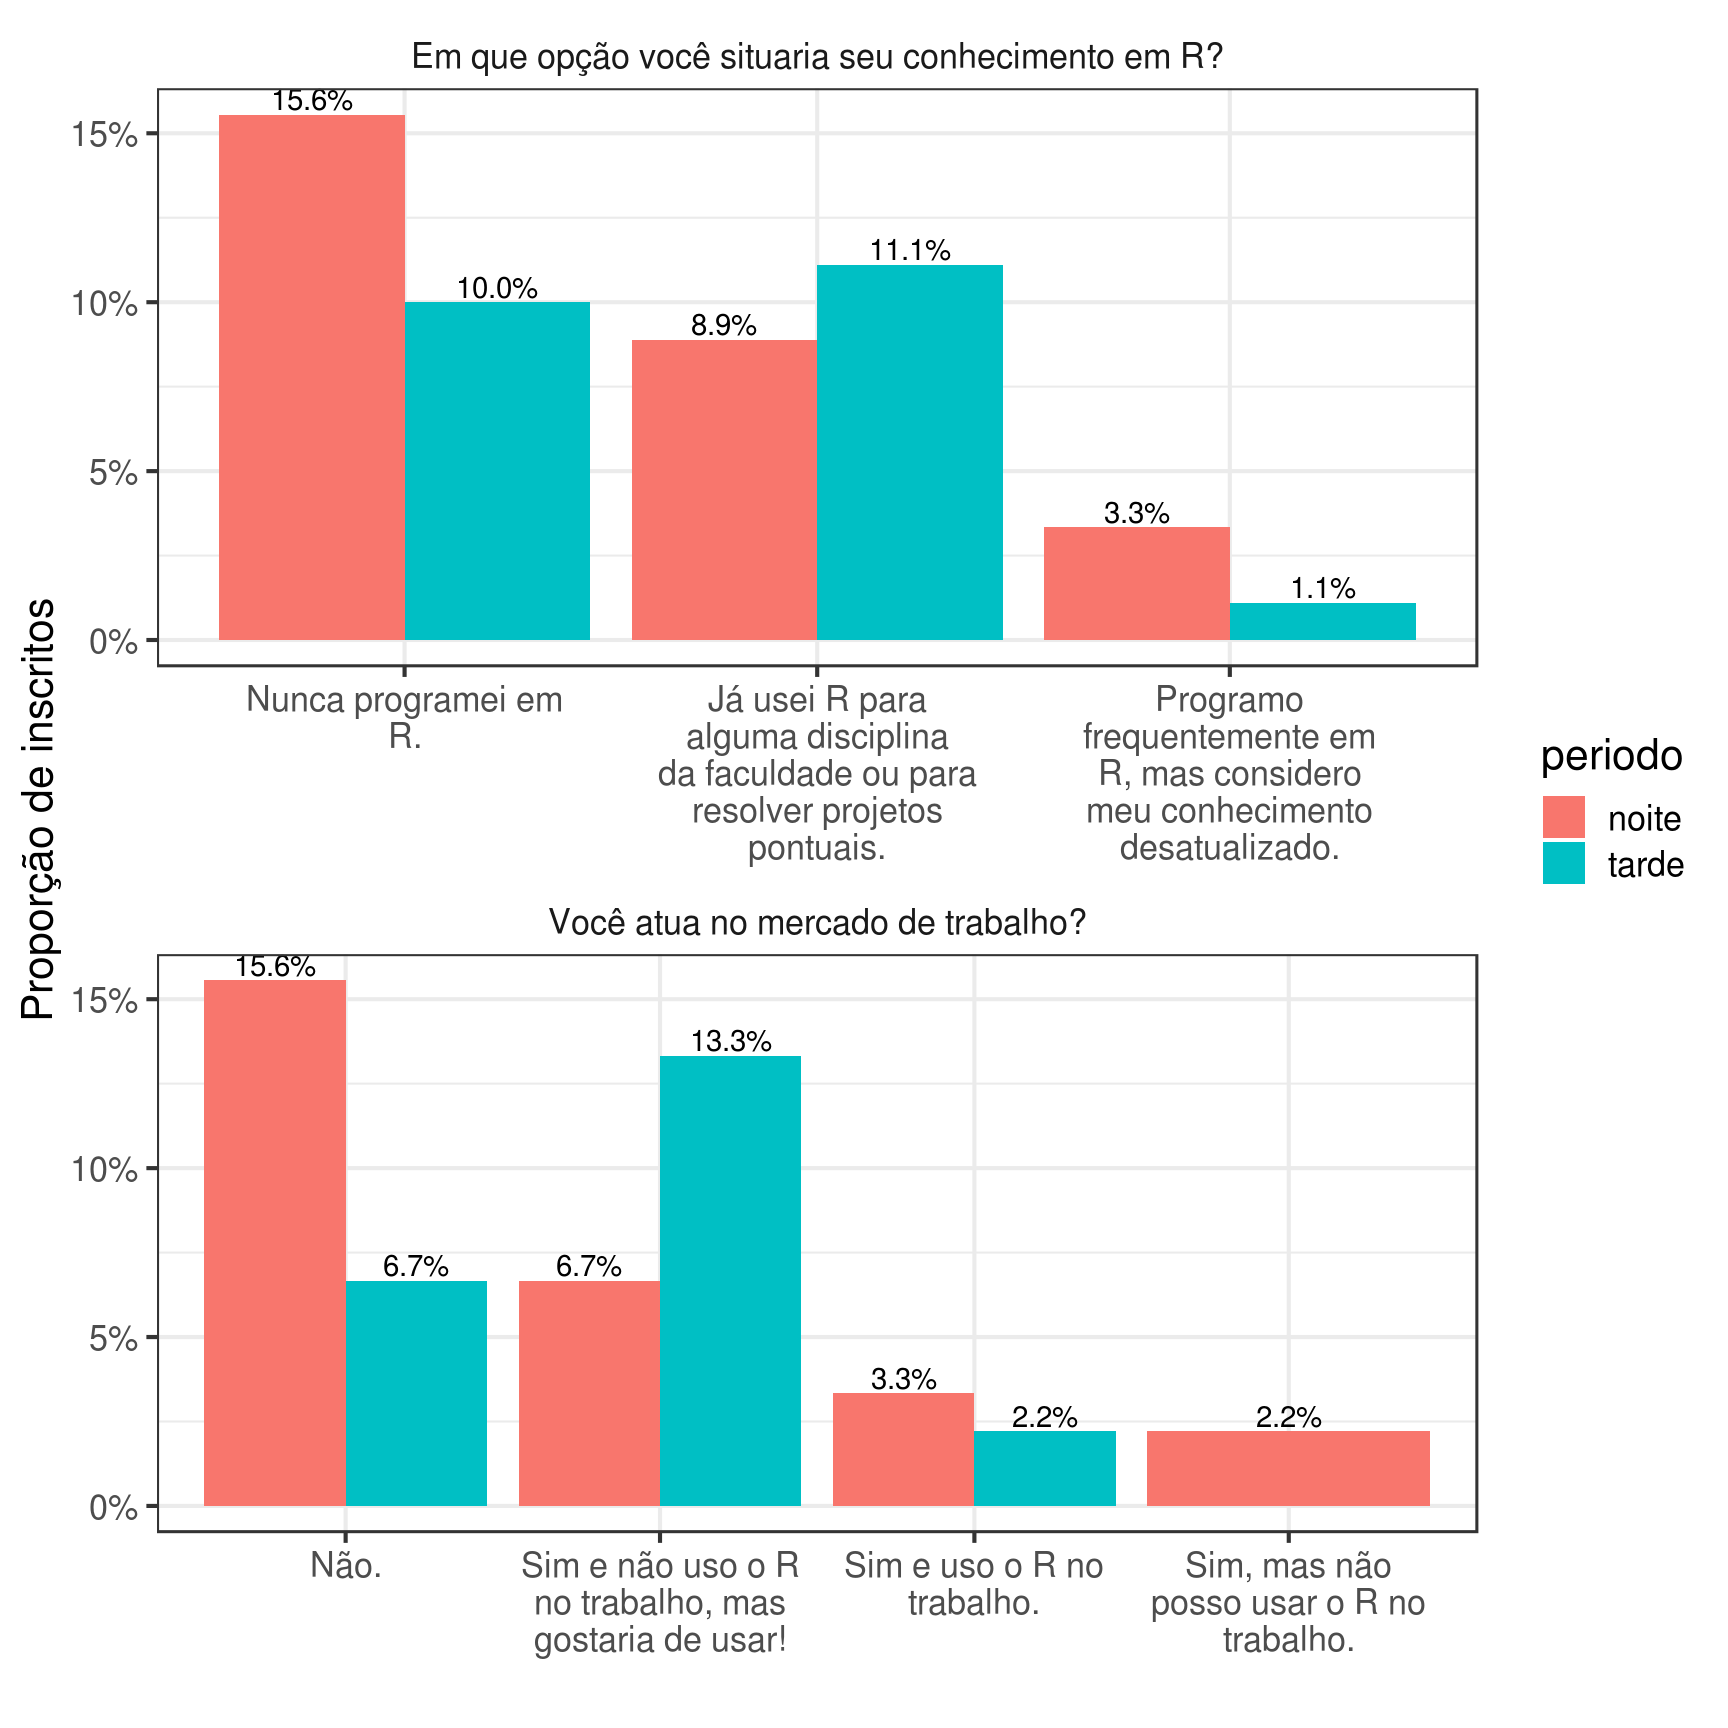 Em que opção você situaria seu conhecimento em R?
15.6%
10.0%
8.9%
11.1%
3.3%
1.1%
15%
10%
5%
0%
Nunca programei em
R.
Já usei R para
alguma disciplina
da faculdade ou para
resolver projetos
pontuais.
Programo
frequentemente em
R, mas considero
meu conhecimento
desatualizado.
Proporção de inscritos
periodo
noite
tarde
Você atua no mercado de trabalho?
15.6%
6.7%
6.7%
13.3%
3.3%
2.2%
2.2%
15%
10%
5%
0%
Não.
Sim e não uso o R
no trabalho, mas
gostaria de usar!
Sim e uso o R no
trabalho.
Sim, mas não
posso usar o R no
trabalho.